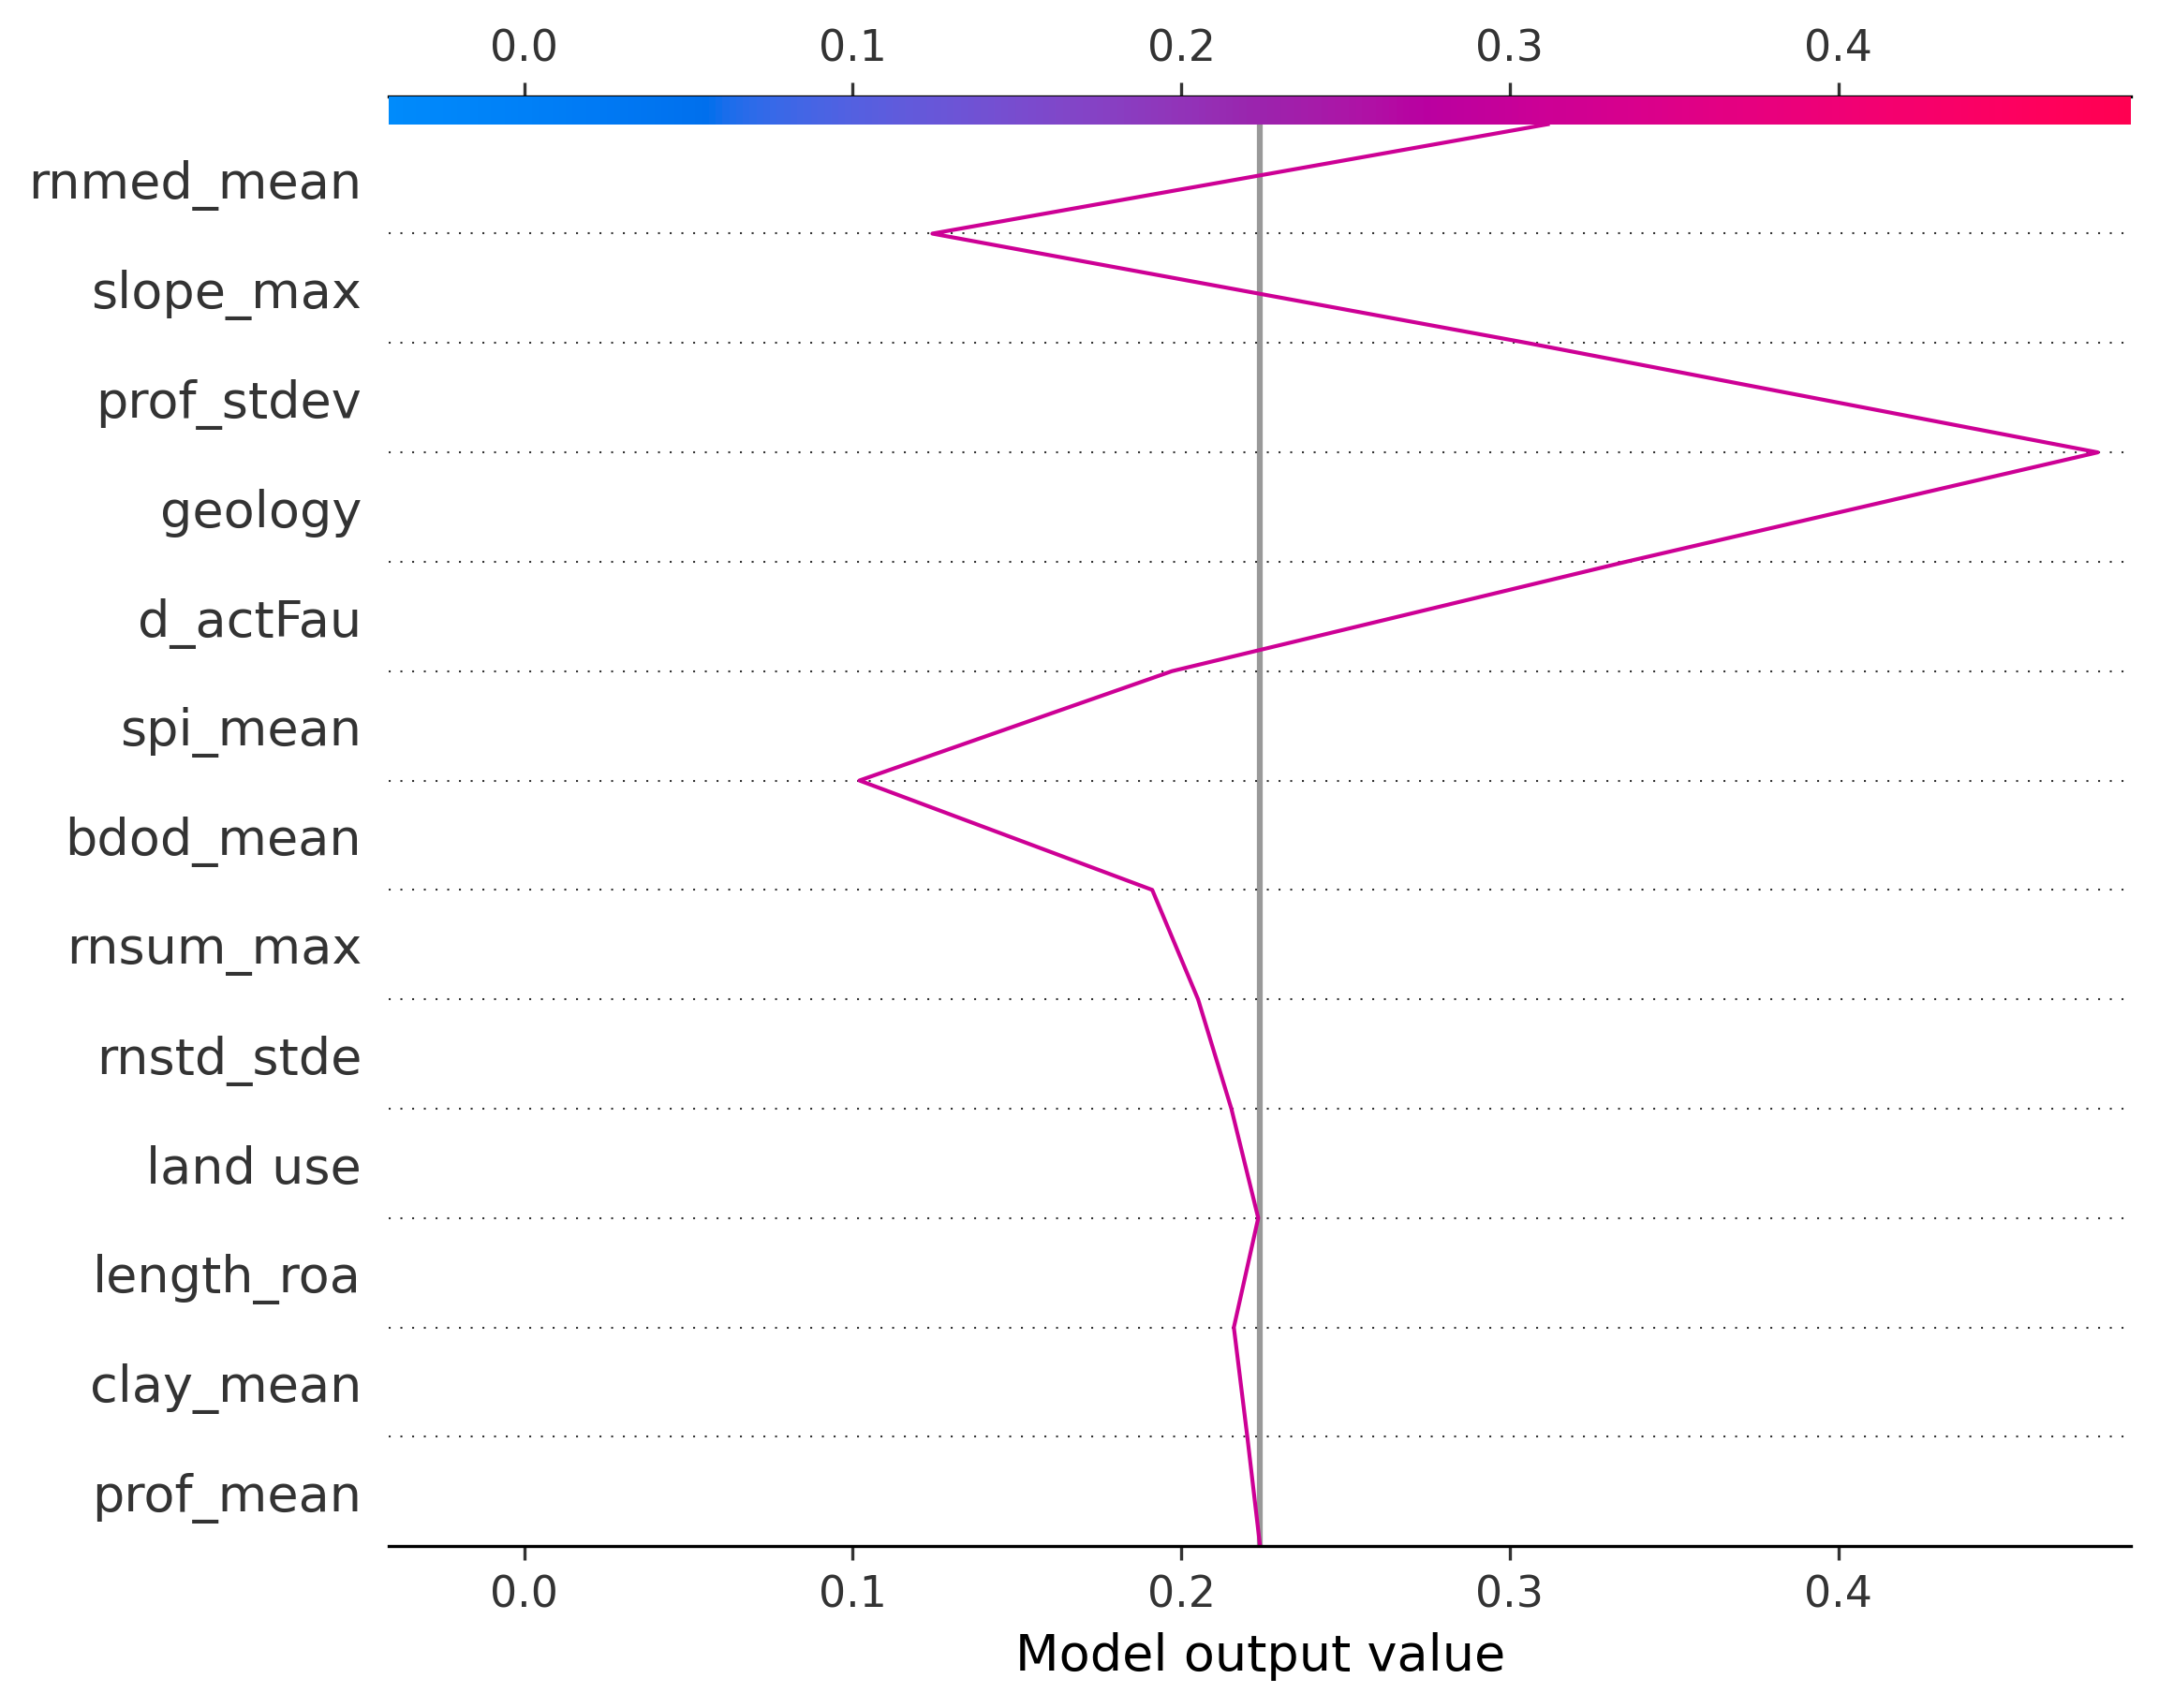 0.0 0.1 0.2 0.3 0.4
rnmed_mean
slope_max
prof_stdev
geology
d_actFau
spi_mean
bdod_mean
rnsum_max
rnstd_stde
land use
length_roa
clay_mean
prof_mean
0.0 0.1 0.2 0.3 0.4
Model output value